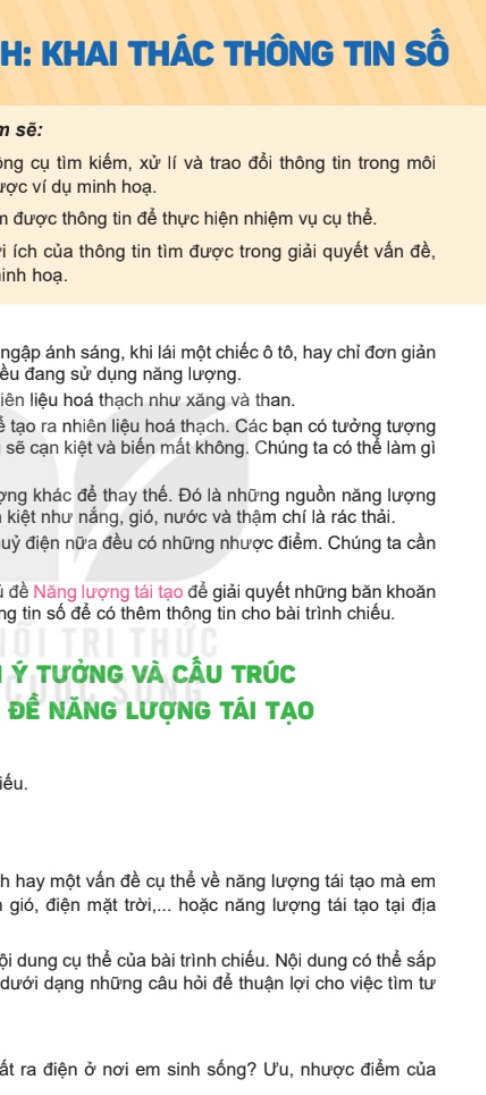 H: KHAI THÁC THÔNG TIN SỐ
m sẽ:
ông cụ tìm kiếm, xử lí và trao đổi thông tin trong môi
ược ví dụ minh hoạ.
m được thông tin để thực hiện nhiệm vụ cụ thể.
i ích của thông tin tìm được trong giải quyết vấn đề,
inh hoạ.
ngập ánh sáng, khi lái một chiếc ô tô, hay chỉ đơn giản
ều đang sử dụng năng lượng.
iên liệu hoá thạch như xăng và than.
ể tạo ra nhiên liệu hoá thạch. Các bạn có tưởng tượng
sẽ cạn kiệt và biến mất không. Chúng ta có thể làm gì
ợng khác để thay thế. Đó là những nguồn năng lượng
kiệt như nắng, gió, nước và thậm chí là rác thải.
uỷ điện nữa đều có những nhược điểm. Chúng ta cần
ủ đề Năng lượng tái tạo để giải quyết những băn khoăn
ng tin số để có thêm thông tin cho bài trình chiếu.
NỐI TRI THỨC
CUỘC SỐNG
Ý TƯỞNG VÀ CẤU TRÚC
ĐỀ NĂNG LƯỢNG TÁI TẠO
iếu.
h hay một vấn đề cụ thể về năng lượng tái tạo mà em
gió, điện mặt trời,... hoặc năng lượng tái tạo tại địa
ội dung cụ thể của bài trình chiếu. Nội dung có thể sắp
dưới dạng những câu hỏi để thuận lợi cho việc tìm tư
ất ra điện ở nơi em sinh sống? Ưu, nhược điểm của